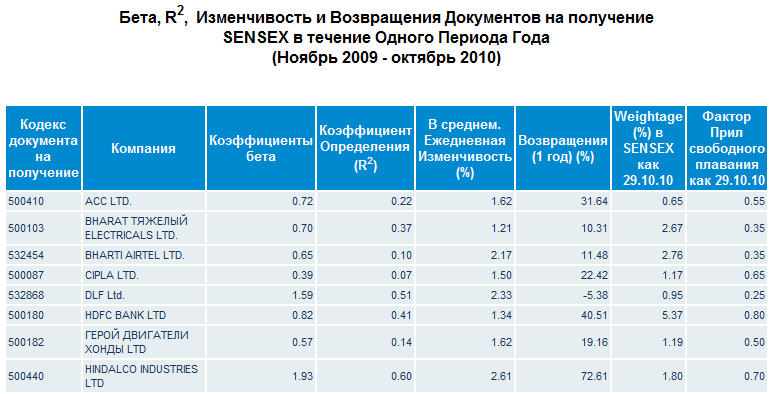 Бета, R2, Изменчивость и Возвращения Документов на получение
SENSEX в течение Одного Периода Года
(Ноябрь 2009 - октябрь 2010)
Кодекс документа на получение Компания Коэффициенты бета Коэффициент Определения (R2) В среднем. Ежедневная Изменчивость (%) Возвращения (1 год) (%) Weightage (%) в SENSEX как 29.10.10 Фактор Прил свободного плавания как 29.10.10
500410 ACC LTD. 0.72 0.22 1.62 31.64 0.65 0.55
500103 BHARAT ТЯЖЕЛЫЙ ELECTRICALS LTD. 0.70 0.37 1.21 10.31 2.67 0.35
532454 BHARTI AIRTEL LTD. 0.65 0.10 2.17 11.48 2.76 0.35
500087 CIPLA LTD. 0.39 0.07 1.50 22.42 1.17 0.65
532868 DLF Ltd. 1.59 0.51 2.33 -5.38 0.95 0.25
500180 HDFC BANK LTD 0.82 0.41 1.34 40.51 5.37 0.80
500182 ГЕРОЙ ДВИГАТЕЛИ ХОНДЫ LTD 0.57 0.14 1.62 19.16 1.19 0.50
500440 HINDALCO INDUSTRIES LTD 1.93 0.60 2.61 72.61 1.80 0.70